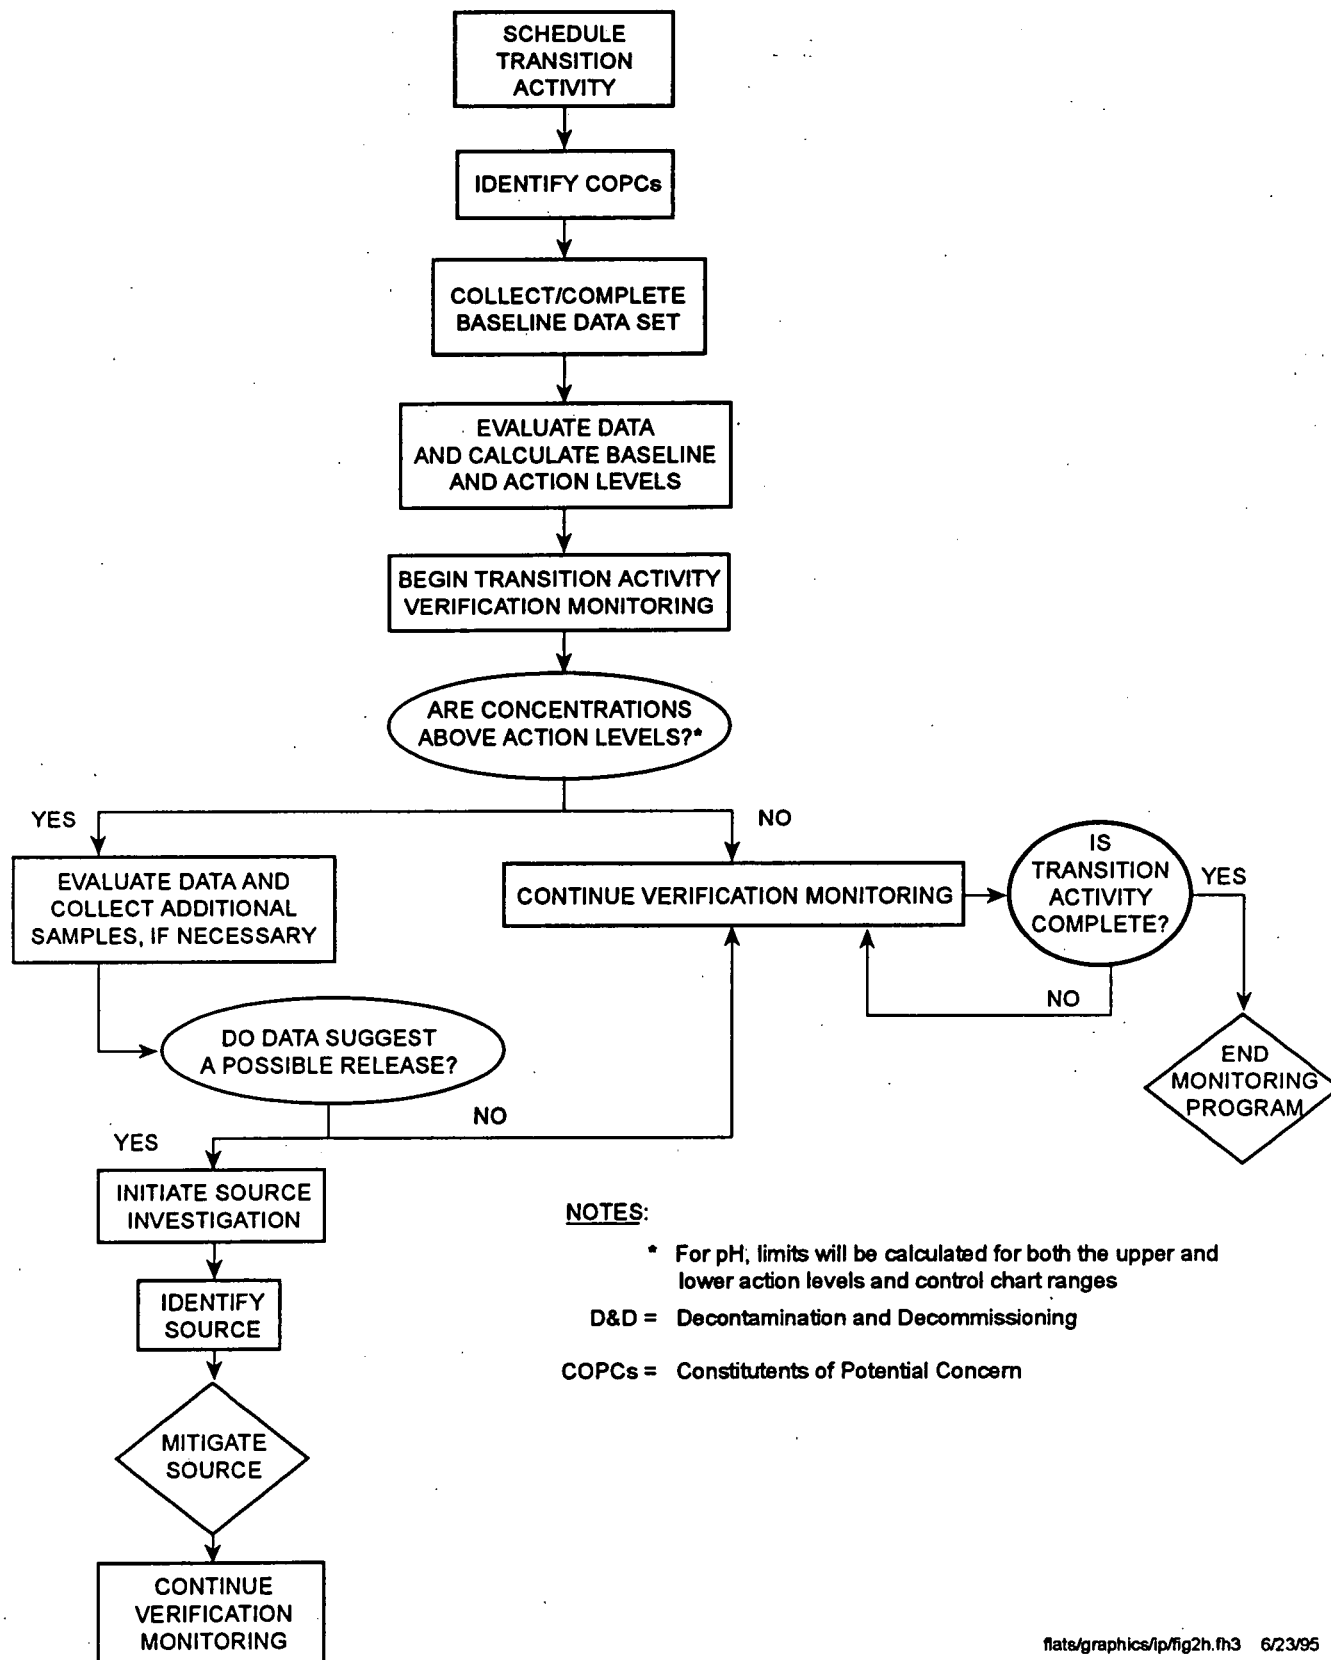 SCHEDULE
TRANSITION
ACTIVITY
IDENTIFY COPCs
COLLECT/COMPLETE
BASELINE DATA SET
EVALUATE DATA
AND CALCULATE BASELINE
AND ACTION LEVELS
BEGIN TRANSITION ACTIVITY
VERIFICATION MONITORING
ARE CONCENTRATIONS
ABOVE ACTION LEVELS?*
YES
NO
EVALUATE DATA AND
COLLECT ADDITIONAL
SAMPLES, IF NECESSARY
CONTINUE VERIFICATION MONITORING
IS
TRANSITION
ACTIVITY
COMPLETE?
YES
NO
END
MONITORING
PROGRAM
DO DATA SUGGEST
A POSSIBLE RELEASE?
NO
YES
INITIATE SOURCE
INVESTIGATION
IDENTIFY
SOURCE
MITIGATE
SOURCE
CONTINUE
VERIFICATION
MONITORING
NOTES:
* For pH, limits will be calculated for both the upper and
lower action levels and control chart ranges
D&D = Decontamination and Decommissioning
COPCs = Constitutents of Potential Concern
flats/graphics/ip/fig2h.fh3 6/23/95